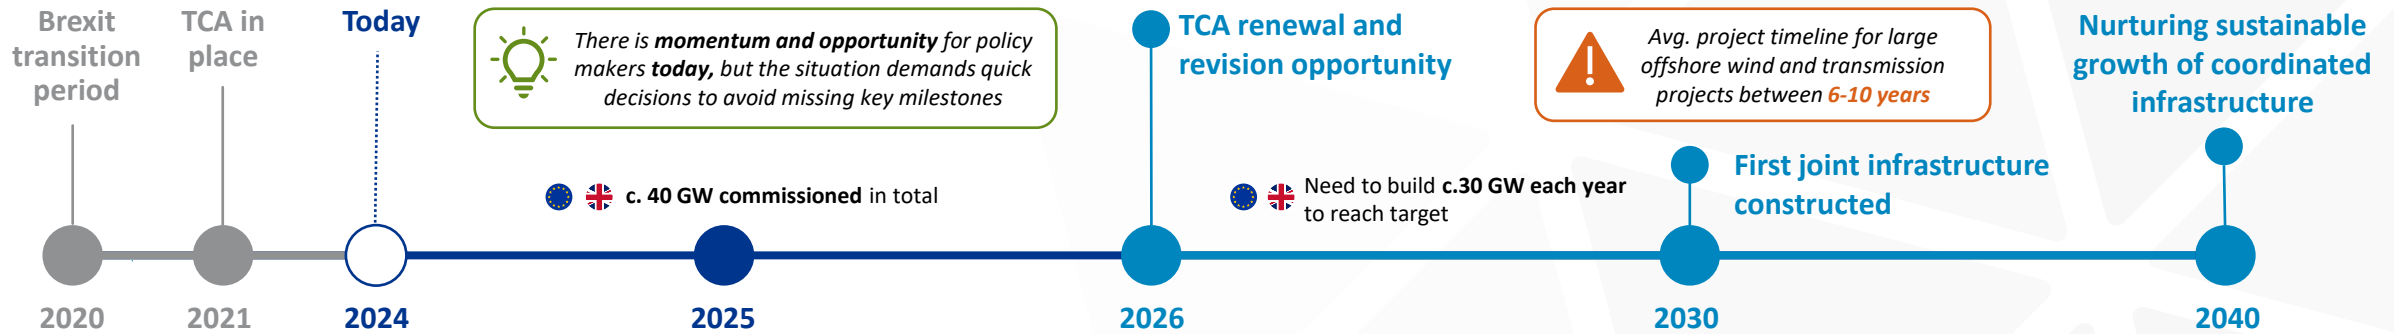 Brexit
transition
period
TCA in
place
Today
There is momentum and opportunity for policy
makers today, but the situation demands quick
decisions to avoid missing key milestones
TCA renewal and
revision opportunity
Avg. project timeline for large
offshore wind and transmission
projects between 6-10 years
Nurturing sustainable
growth of coordinated
infrastructure
c. 40 GW commissioned in total
Need to build c.30 GW each year
to reach target
First joint infrastructure
constructed
2020
2021
2024
2025
2026
2030
2040